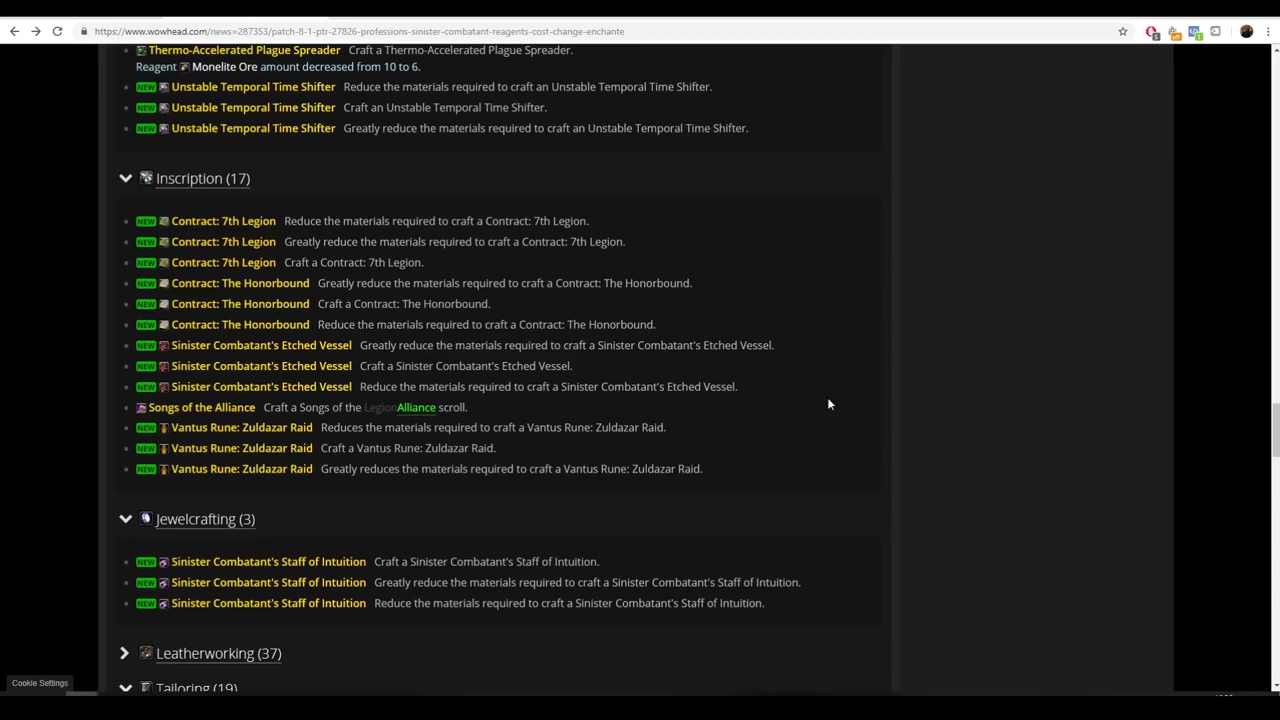 https://www.wowhead.com/news=287353/patch-8-1-ptr-27826-professions-sinister-combatant-reagents-cost-change-enchante
Thermo-Accelerated Plague Spreader Craft a Thermo-Accelerated Plague Spreader.
Reagent Monelite Ore amount decreased from 10 to 6.
NEW Unstable Temporal Time Shifter Reduce the materials required to craft an Unstable Temporal Time Shifter.
NEW Unstable Temporal Time Shifter Craft an Unstable Temporal Time Shifter.
NEW Unstable Temporal Time Shifter Greatly reduce the materials required to craft an Unstable Temporal Time Shifter.
Inscription (17)
NEW Contract: 7th Legion Reduce the materials required to craft a Contract: 7th Legion.
NEW Contract: 7th Legion Greatly reduce the materials required to craft a Contract: 7th Legion.
NEW Contract: 7th Legion Craft a Contract: 7th Legion.
NEW Contract: The Honorbound Greatly reduce the materials required to craft a Contract: The Honorbound.
NEW Contract: The Honorbound Craft a Contract: The Honorbound.
NEW Contract: The Honorbound Reduce the materials required to craft a Contract: The Honorbound.
NEW Sinister Combatant's Etched Vessel Greatly reduce the materials required to craft a Sinister Combatant's Etched Vessel.
NEW Sinister Combatant's Etched Vessel Craft a Sinister Combatant's Etched Vessel.
NEW Sinister Combatant's Etched Vessel Reduce the materials required to craft a Sinister Combatant's Etched Vessel.
Songs of the Alliance Craft a Songs of the LegionAlliance scroll.
NEW Vantus Rune: Zuldazar Raid Reduces the materials required to craft a Vantus Rune: Zuldazar Raid.
NEW Vantus Rune: Zuldazar Raid Craft a Vantus Rune: Zuldazar Raid.
NEW Vantus Rune: Zuldazar Raid Greatly reduces the materials required to craft a Vantus Rune: Zuldazar Raid.
Jewelcrafting (3)
NEW Sinister Combatant's Staff of Intuition Craft a Sinister Combatant's Staff of Intuition.
NEW Sinister Combatant's Staff of Intuition Greatly reduce the materials required to craft a Sinister Combatant's Staff of Intuition.
NEW Sinister Combatant's Staff of Intuition Reduce the materials required to craft a Sinister Combatant's Staff of Intuition.
Leatherworking (37)
Cookie Settings
Tailoring (19)